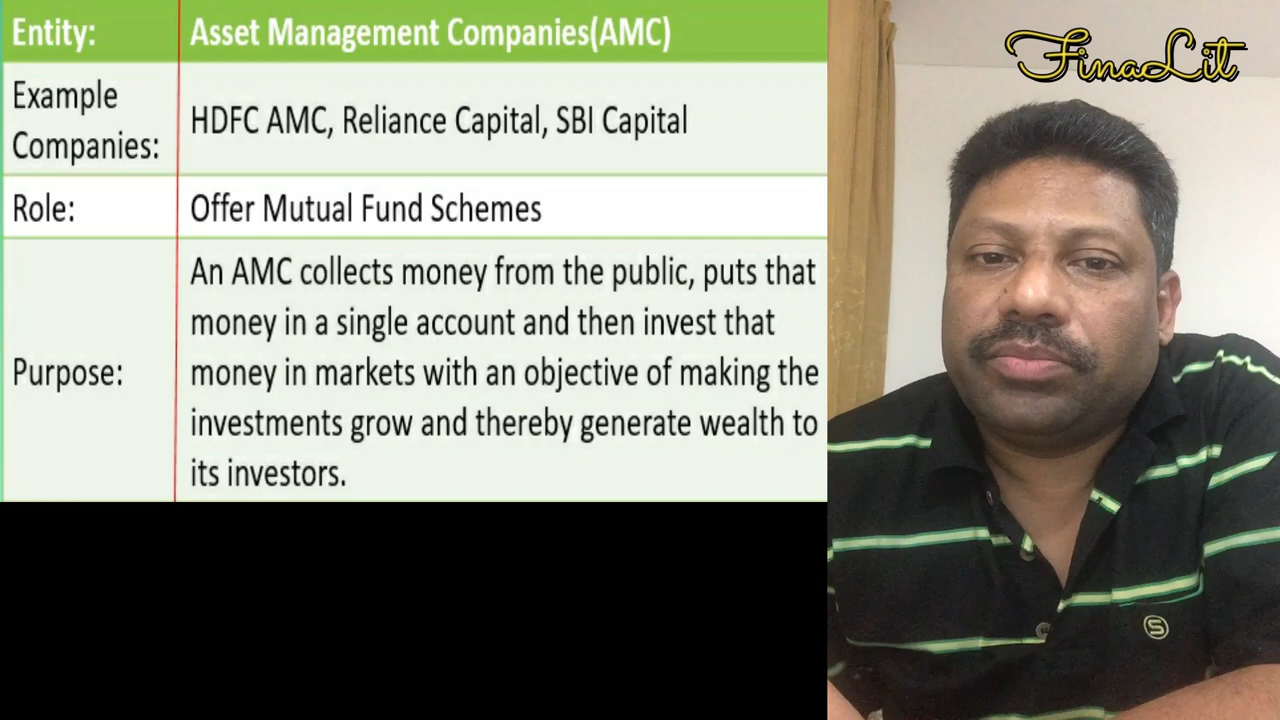 Entity:
Asset Management Companies(AMC)
Example
Companies:
HDFC AMC, Reliance Capital, SBI Capital
Role:
Offer Mutual Fund Schemes
Purpose:
An AMC collects money from the public, puts that
money in a single account and then invest that
money in markets with an objective of making the
investments grow and thereby generate wealth to
its investors.
FinaLit
S